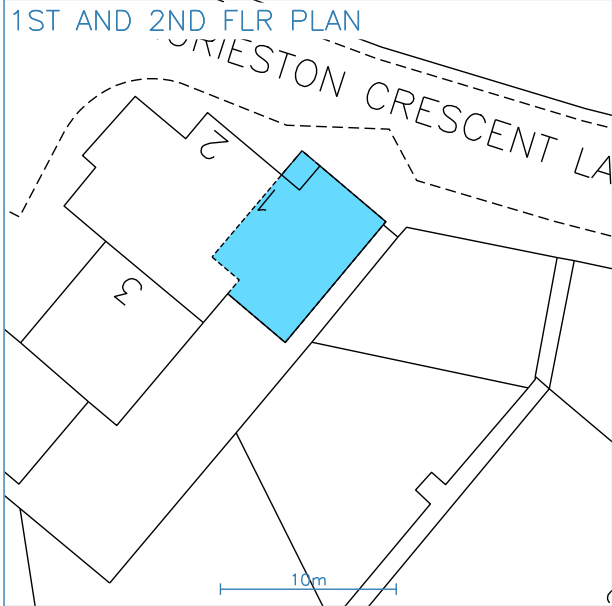 1ST AND 2ND FLR PLAN
ORIESTON CRESCENT LA
2
1
3
10m